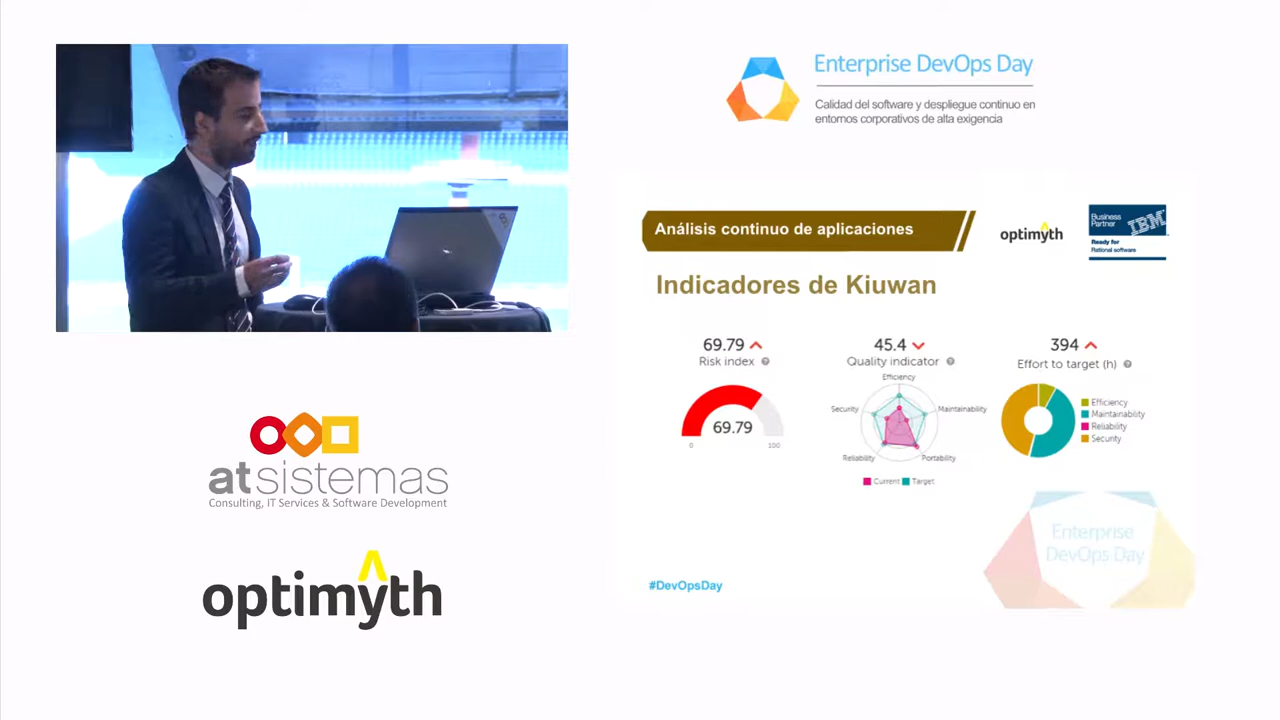 Enterprise DevOps Day
Calidad del software y despliegue continuo en
entornos corporativos de alta exigencia
Análisis continuo de aplicaciones
optimyth
Business
Partner
IBM
Ready for
Rational software
Indicadores de Kiuwan
69.79
Risk index
69.79
0
100
45.4
Quality indicator
Efficiency
Security
Maintainability
Reliability
Portability
Current
Target
394
Effort to target (h)
Efficiency
Maintainability
Reliability
Security
Enterprise
DevOps Day
#DevOpsDay
atsistemas
Consulting, IT Services & Software Development
optimyth